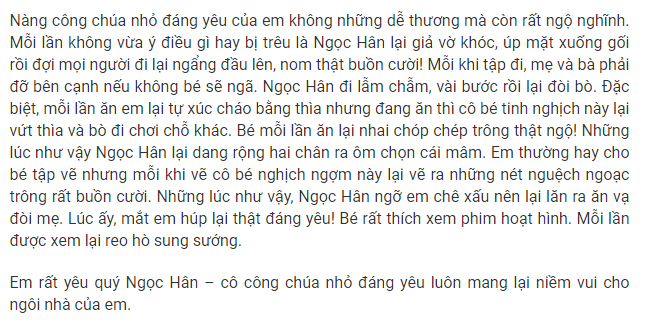 Nàng công chúa nhỏ đáng yêu của em không những dễ thương mà còn rất ngộ nghĩnh.
Mỗi lần không vừa ý điều gì hay bị trêu là Ngọc Hân lại giả vờ khóc, úp mặt xuống gối
rồi đợi mọi người đi lại ngẩng đầu lên, nom thật buồn cười! Mỗi khi tập đi, mẹ và bà phải
đỡ bên cạnh nếu không bé sẽ ngã. Ngọc Hân đi lẫm chẫm, vài bước rồi lại đòi bò. Đặc
biệt, mỗi lần ăn em lại tự xúc cháo bằng thìa nhưng đang ăn thì cô bé tinh nghịch này lại
vứt thìa và bò đi chơi chỗ khác. Bé mỗi lần ăn lại nhai chóp chép trông thật ngộ! Những
lúc như vậy Ngọc Hân lại dang rộng hai chân ra ôm chọn cái mâm. Em thường hay cho
bé tập vẽ nhưng mỗi khi vẽ cô bé nghịch ngợm này lại vẽ ra những nét nguệch ngoạc
trông rất buồn cười. Những lúc như vậy, Ngọc Hân ngỡ em chê xấu nên lại lăn ra ăn vạ
đòi mẹ. Lúc ấy, mắt em húp lại thật đáng yêu! Bé rất thích xem phim hoạt hình. Mỗi lần
được xem lại reo hò sung sướng.
Em rất yêu quý Ngọc Hân – cô công chúa nhỏ đáng yêu luôn mang lại niềm vui cho
ngôi nhà của em.